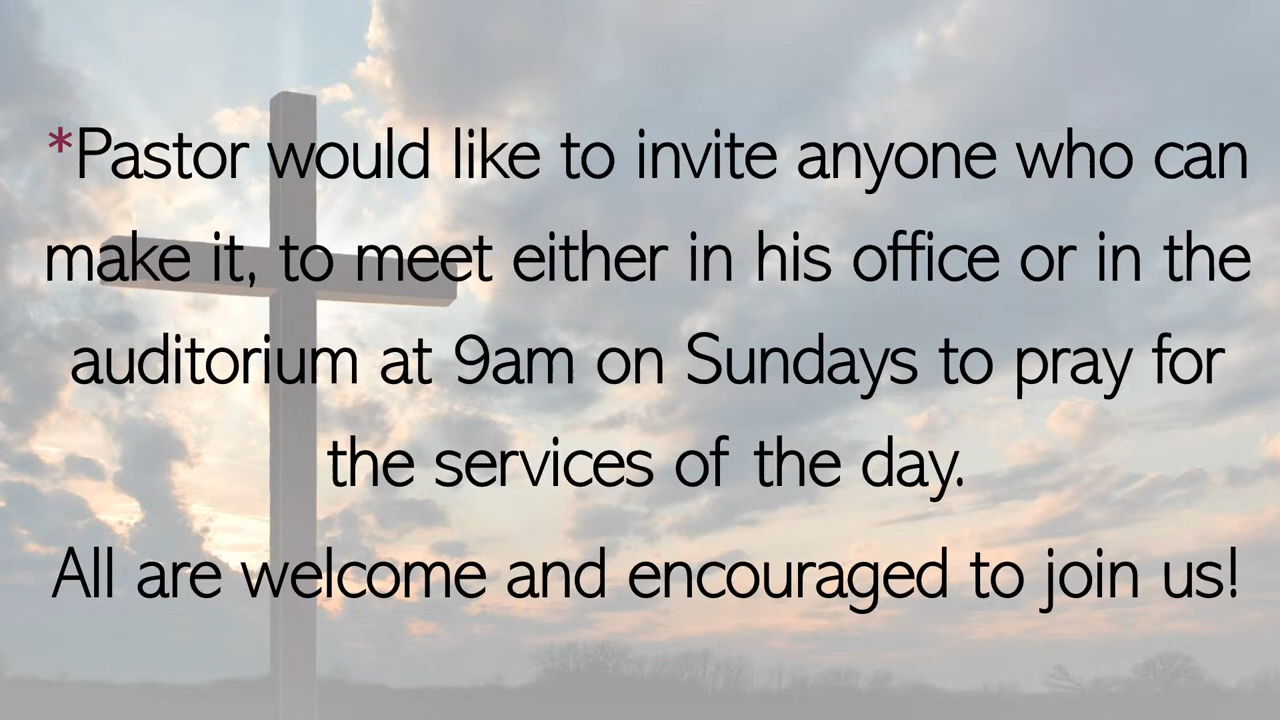 *Pastor would like to invite anyone who can
make it, to meet either in his office or in the
auditorium at 9am on Sundays to pray for
the services of the day.
All are welcome and encouraged to join us!